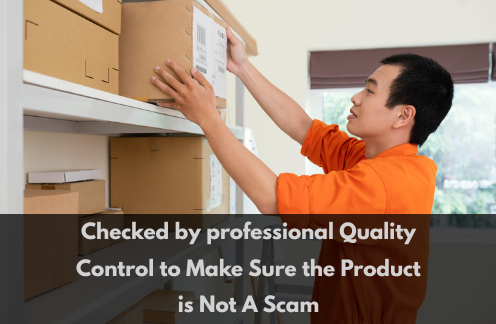 Checked by professional Quality
Control to Make Sure the Product
is Not A Scam